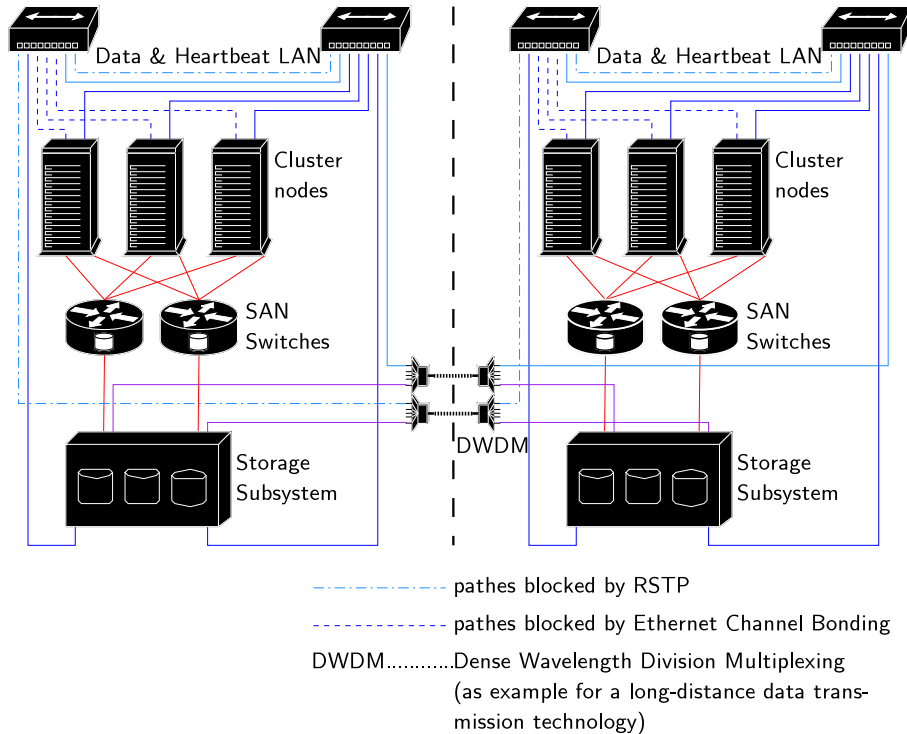 Data & Heartbeat LAN
Data & Heartbeat LAN
Cluster
nodes
Cluster
nodes
SAN
Switches
SAN
Switches
DWDM
Storage
Subsystem
Storage
Subsystem
pathes blocked by RSTP
pathes blocked by Ethernet Channel Bonding
DWDM............Dense Wavelength Division Multiplexing
(as example for a long-distance data trans-
mission technology)